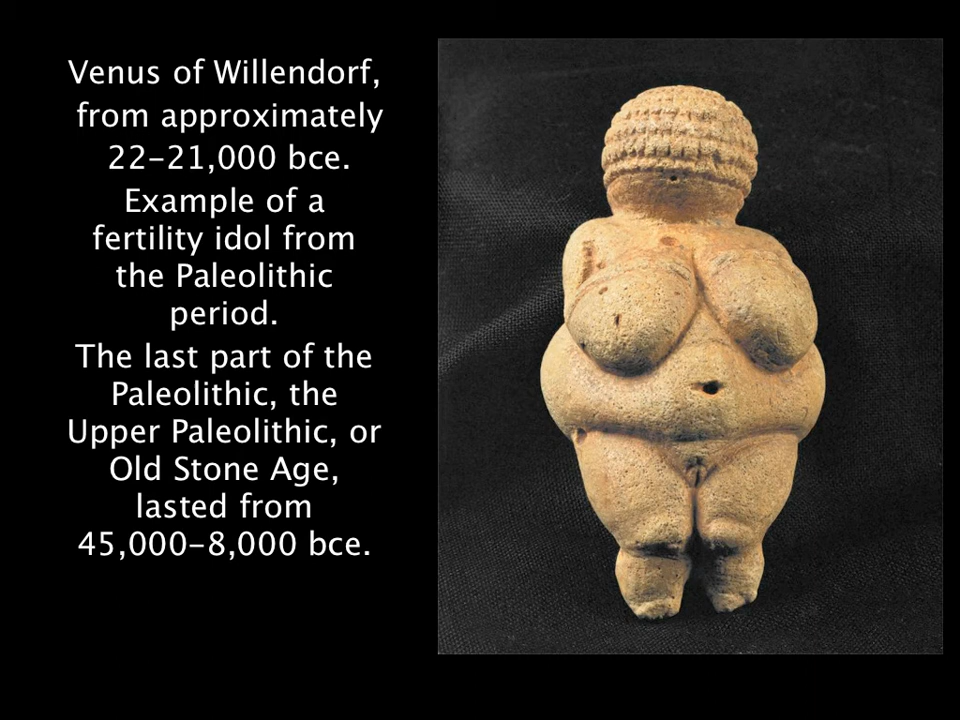 Venus of Willendorf,
from approximately
22-21,000 bce.
Example of a
fertility idol from
the Paleolithic
period.
The last part of the
Paleolithic, the
Upper Paleolithic, or
Old Stone Age,
lasted from
45,000-8,000 bce.